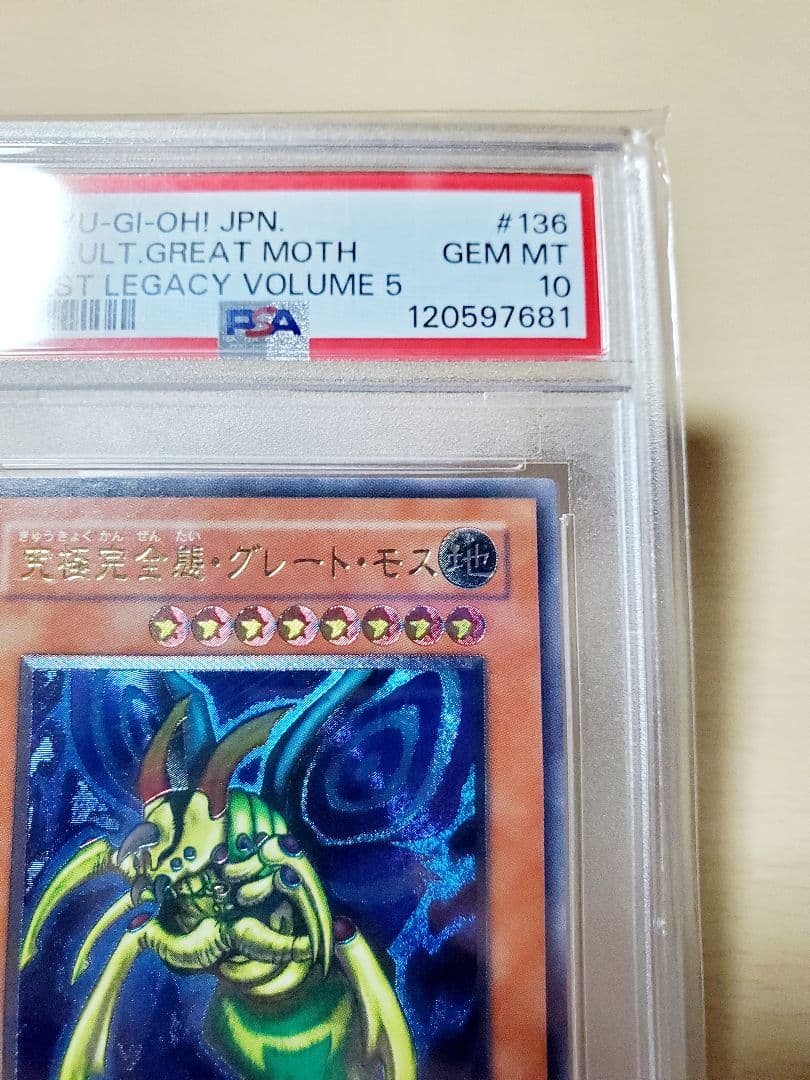 YU-GI-OH! JPN. #136
ULT.GREAT MOTH GEM MT
ST LEGACY VOLUME 5 10
PSA 120597681
きゅうきょくかんぜんたい
究極完全態・グレート・モス 地